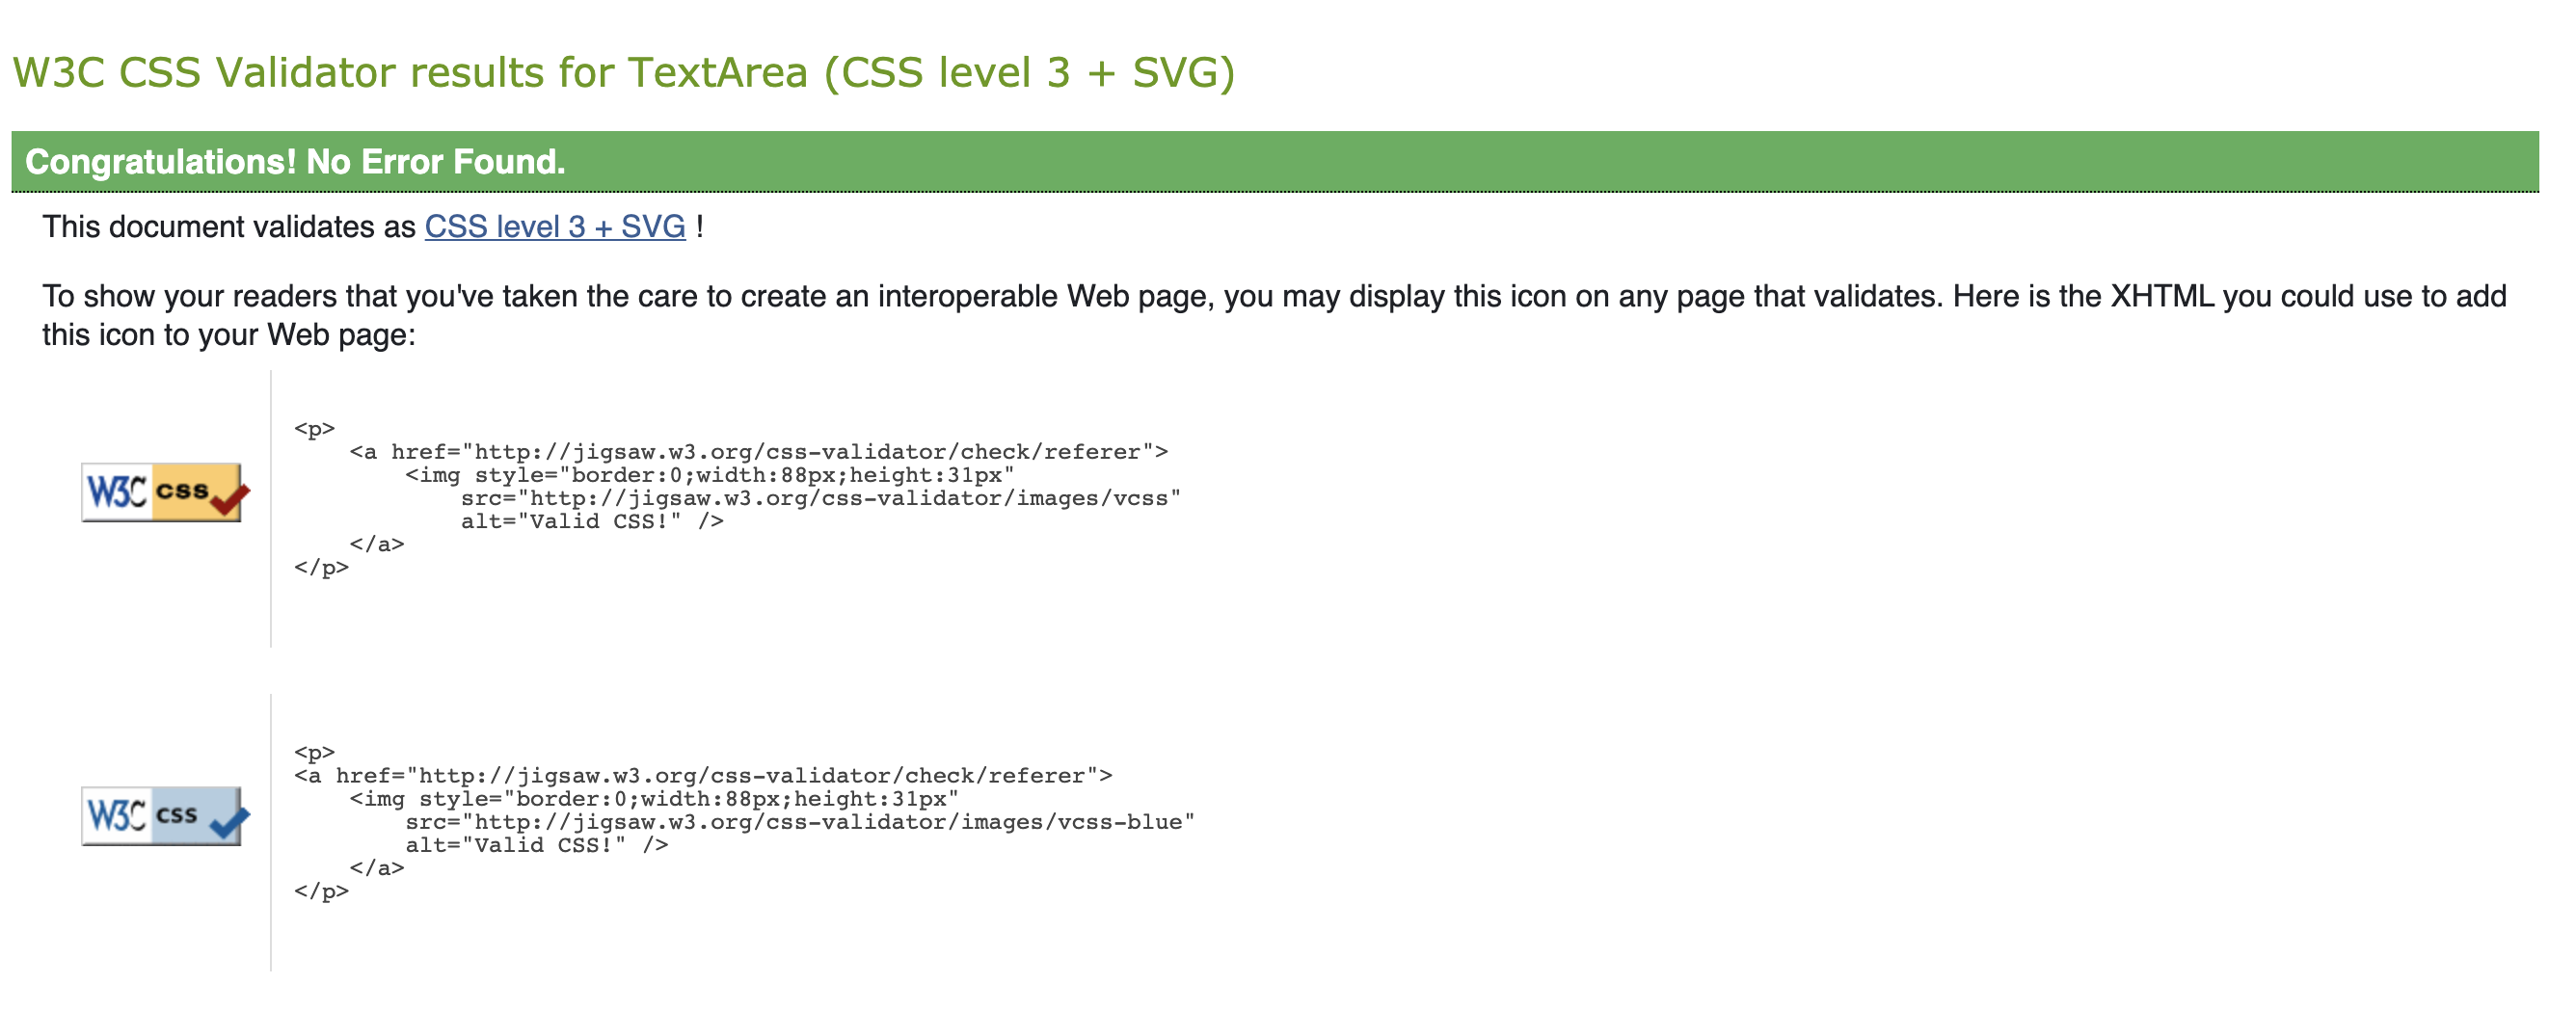 W3C CSS Validator results for TextArea (CSS level 3 + SVG)
Congratulations! No Error Found.
This document validates as CSS level 3 + SVG !
To show your readers that you've taken the care to create an interoperable Web page, you may display this icon on any page that validates. Here is the XHTML you could use to add
this icon to your Web page:
<p>
    <a href="http://jigsaw.w3.org/css-validator/check/referer">
        <img style="border:0;width:88px;height:31px"
            src="http://jigsaw.w3.org/css-validator/images/vcss"
            alt="Valid CSS!" />
    </a>
</p>
W3C css
<p>
<a href="http://jigsaw.w3.org/css-validator/check/referer">
    <img style="border:0;width:88px;height:31px"
        src="http://jigsaw.w3.org/css-validator/images/vcss-blue"
        alt="Valid CSS!" />
    </a>
</p>
W3C css